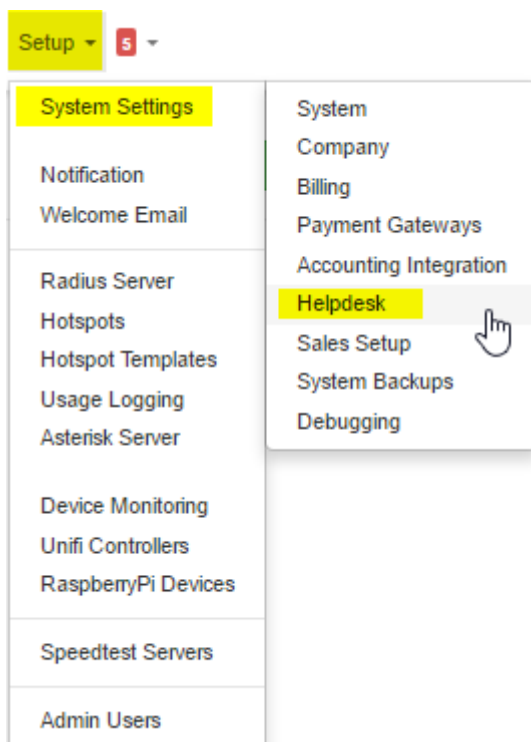 Setup 5
System Settings
Notification
Welcome Email
Radius Server
Hotspots
Hotspot Templates
Usage Logging
Asterisk Server
Device Monitoring
Unifi Controllers
RaspberryPi Devices
Speedtest Servers
Admin Users
System
Company
Billing
Payment Gateways
Accounting Integration
Helpdesk
Sales Setup
System Backups
Debugging